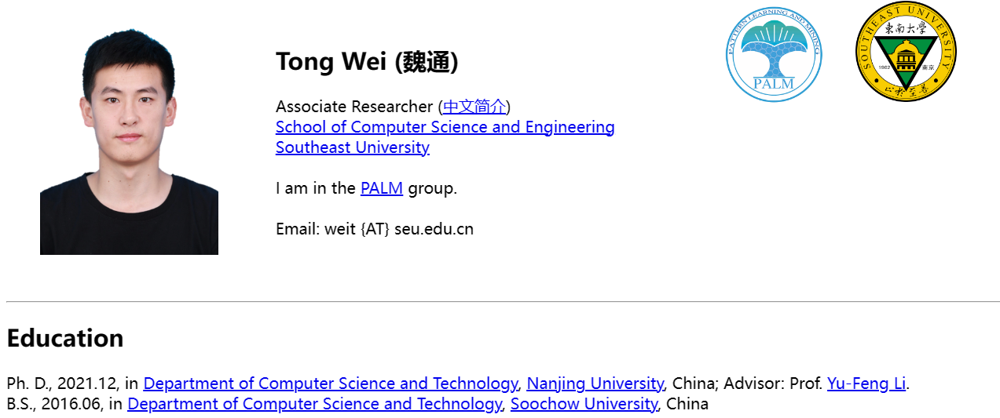 Tong Wei (魏通)
Associate Researcher (中文简介)
School of Computer Science and Engineering
Southeast University
I am in the PALM group.
Email: weit {AT} seu.edu.cn
PATTERN LEARNING AND MINING
PALM
SOUTHEAST UNIVERSITY
東南大學
1902
南京
止於至善
Education
Ph. D., 2021.12, in Department of Computer Science and Technology, Nanjing University, China; Advisor: Prof. Yu-Feng Li.
B.S., 2016.06, in Department of Computer Science and Technology, Soochow University, China